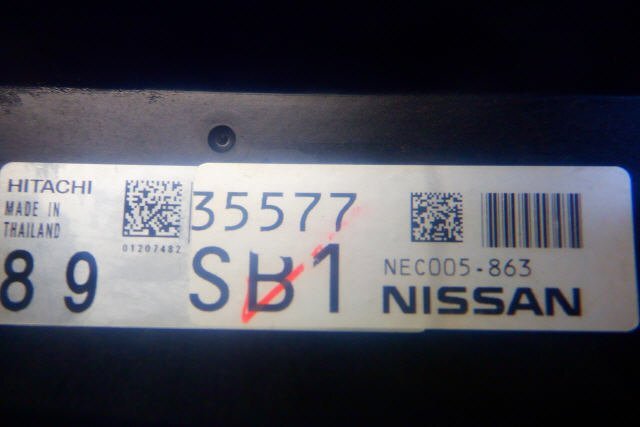 HITACHI
MADE IN
THAILAND
01207482
89
35577
SB1
NEC005-863
NISSAN